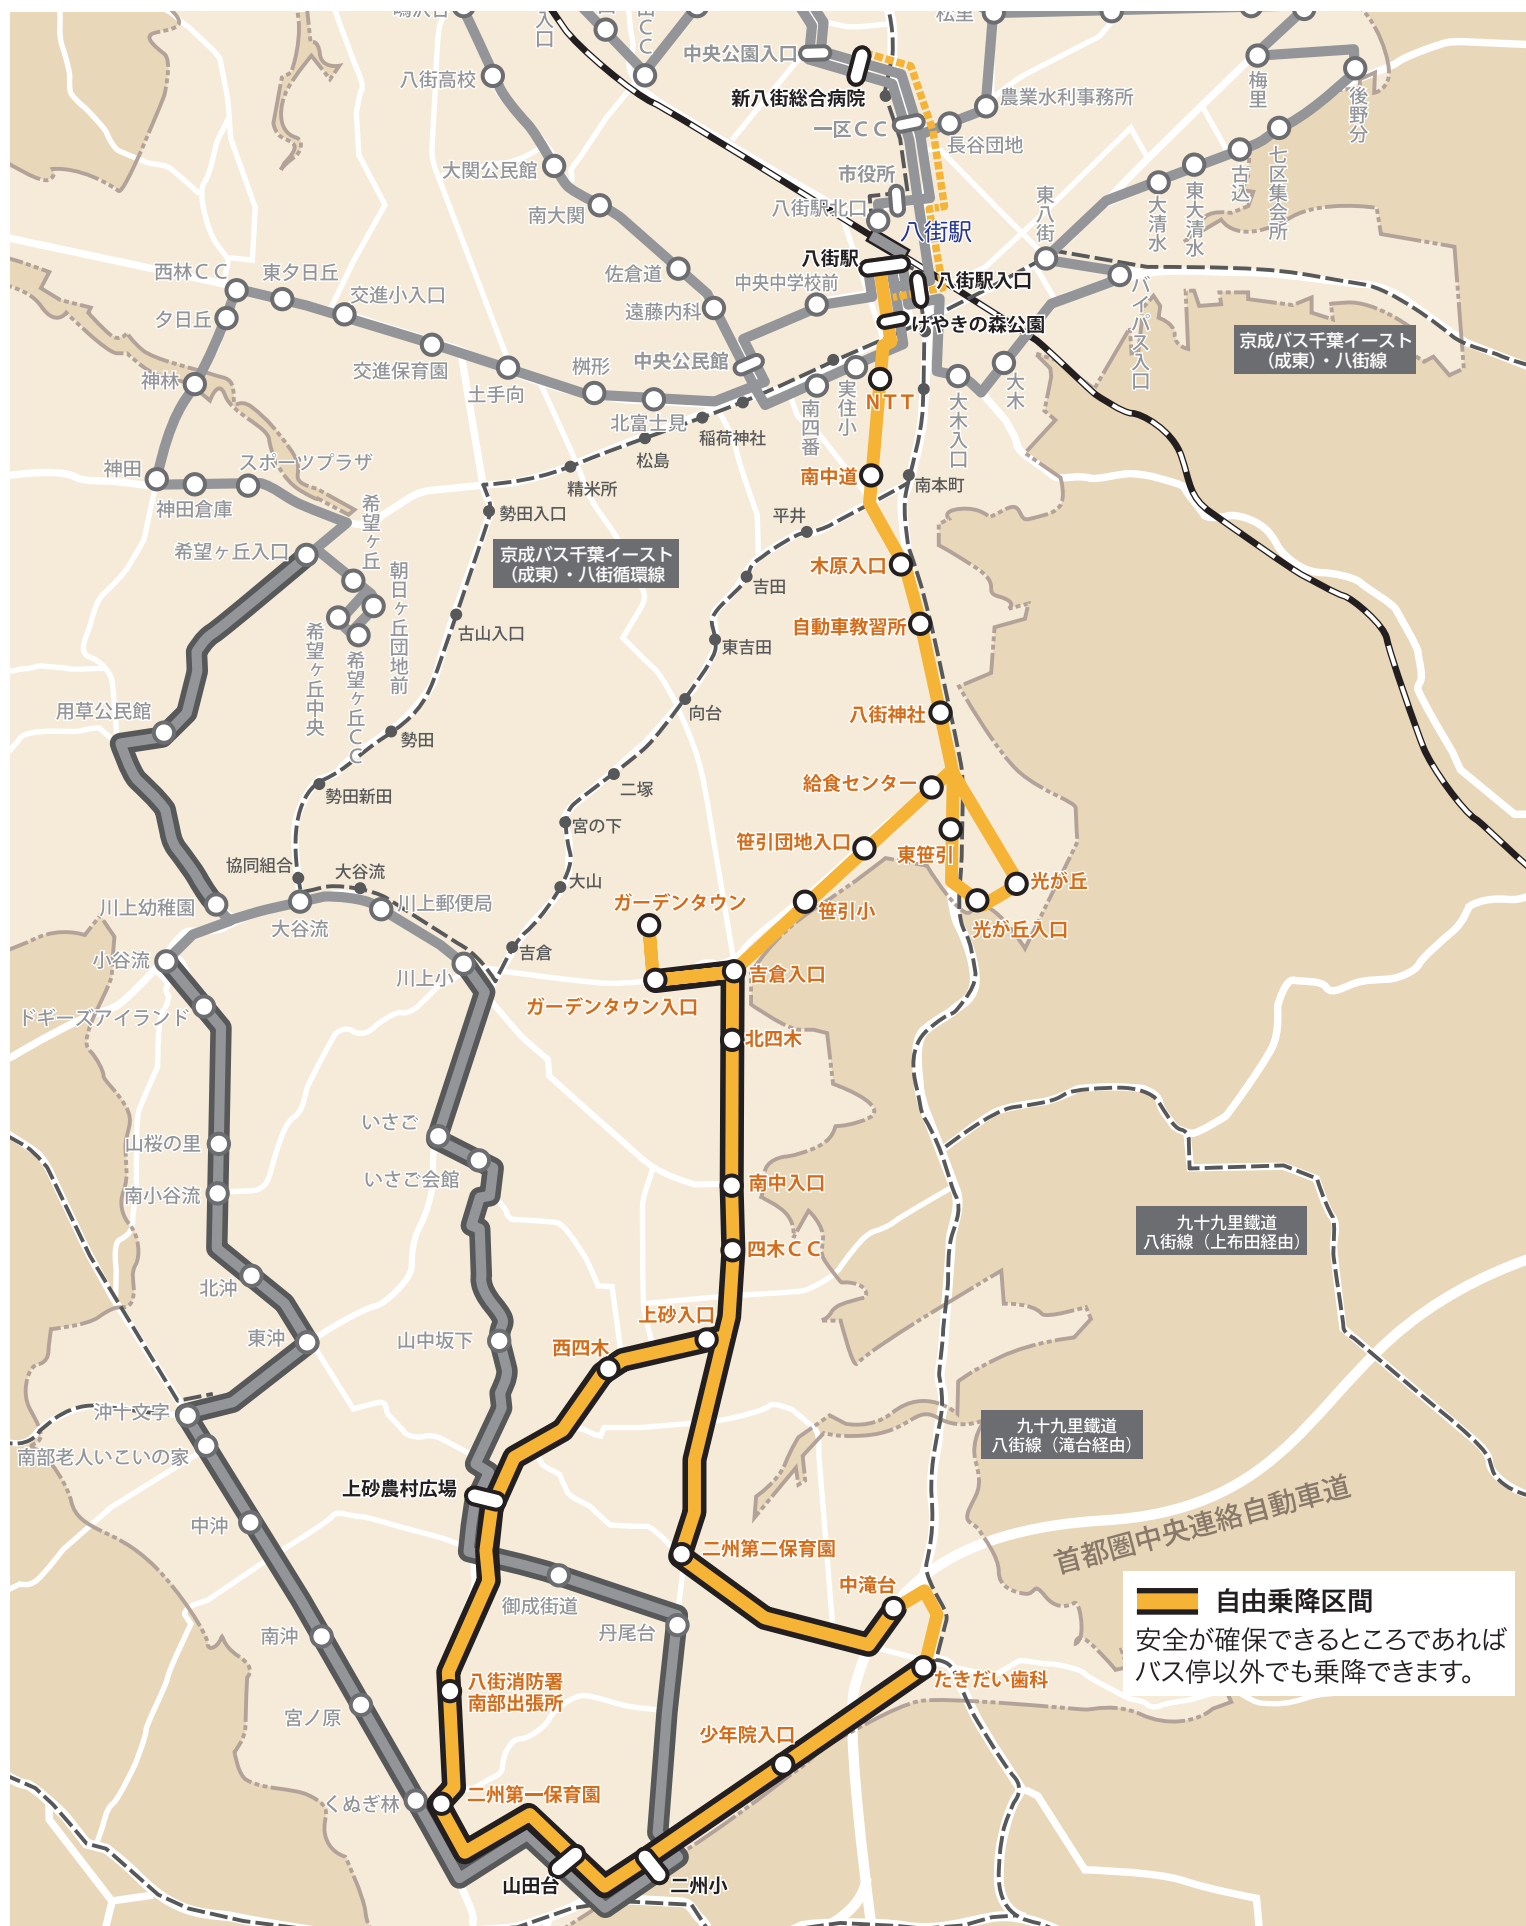 入口
ＣＣ
松里
中央公園入口
八街高校
新八街総合病院
農業水利事務所
梅里
後野分
一区ＣＣ
長谷団地
大関公民館
市役所
七区集会所
古込
東大清水
大清水
東八街
南大関
八街駅北口
八街駅
八街駅
西林ＣＣ
東夕日丘
佐倉道
中央中学校前
八街駅入口
バイパス入口
交進小入口
夕日丘
遠藤内科
けやきの森公園
京成バス千葉イースト
（成東）・八街線
中央公民館
桝形
交進保育園
神林
土手向
実住小
ＮＴＴ
大木
大木入口
南四番
北富士見
稲荷神社
松島
スポーツプラザ
神田
精米所
南中道
南本町
神田倉庫
希望ヶ丘
勢田入口
平井
希望ヶ丘入口
京成バス千葉イースト
（成東）・八街循環線
木原入口
朝日ヶ丘団地前
吉田
古山入口
自動車教習所
希望ヶ丘中央
希望ヶ丘ＣＣ
東吉田
用草公民館
向台
八街神社
勢田
給食センター
勢田新田
二塚
宮の下
笹引団地入口
東笹引
協同組合
大谷流
大山
光が丘
川上幼稚園
川上郵便局
ガーデンタウン
笹引小
大谷流
光が丘入口
小谷流
吉倉
川上小
吉倉入口
ガーデンタウン入口
ドギーズアイランド
北四木
いさご
山桜の里
いさご会館
南中入口
南小谷流
九十九里鐵道
八街線（上布田経由）
四木ＣＣ
北沖
上砂入口
東沖
山中坂下
西四木
沖十文字
九十九里鐵道
八街線（滝台経由）
南部老人いこいの家
上砂農村広場
首都圏中央連絡自動車道
中沖
二州第二保育園
中滝台
自由乗降区間
安全が確保できるところであれば
バス停以外でも乗降できます。
御成街道
丹尾台
南沖
八街消防署
南部出張所
たきだい歯科
宮ノ原
少年院入口
くぬぎ林
二州第一保育園
山田台
二州小